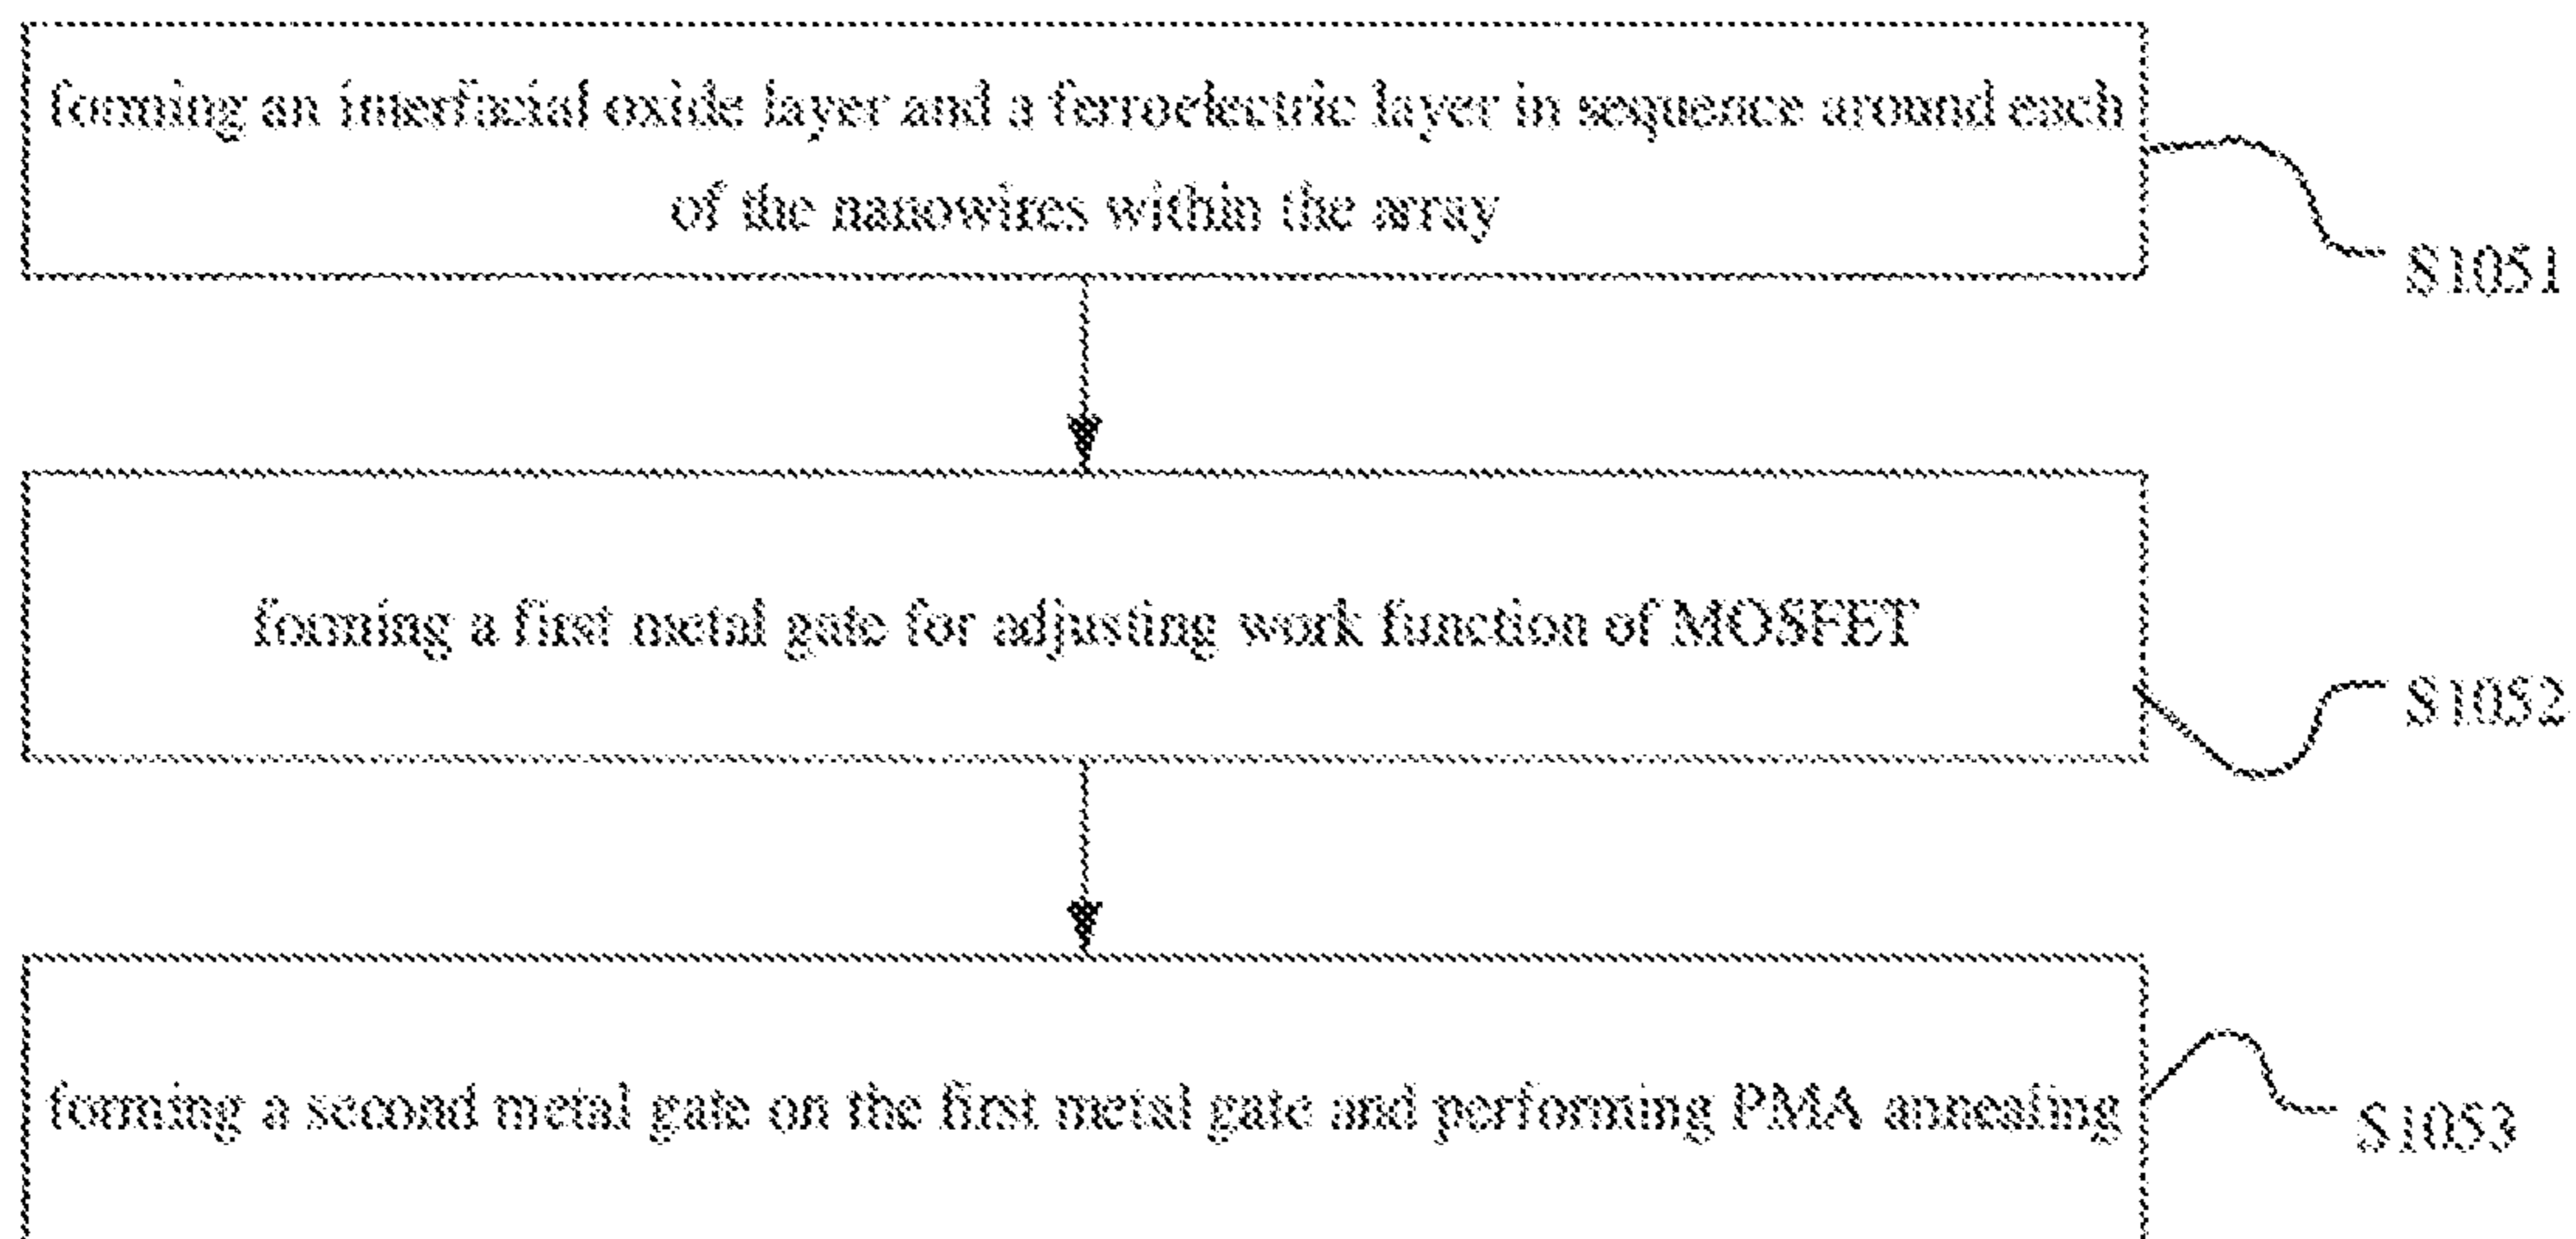 forming an interfacial oxide layer and a ferroelectric layer in sequence around each
of the nanowires within the array
S1051
forming a first metal gate for adjusting work function of MOSFET
S1052
forming a second metal gate on the first metal gate and performing PMA annealing
S1053